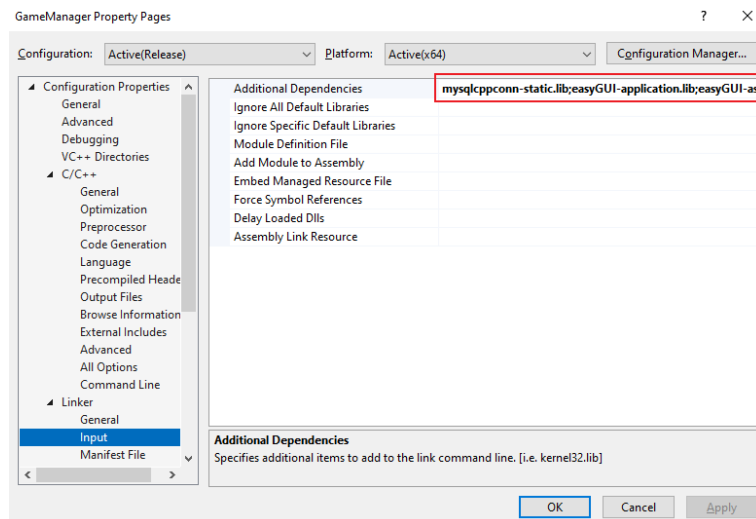 GameManager Property Pages
? ×
Configuration: Active(Release) Platform: Active(x64) Configuration Manager...
Configuration Properties
General
Advanced
Debugging
VC++ Directories
C/C++
General
Optimization
Preprocessor
Code Generation
Language
Precompiled Heade
Output Files
Browse Information
External Includes
Advanced
All Options
Command Line
Linker
General
Input
Manifest File
Additional Dependencies mysqlcppconn-static.lib;easyGUI-application.lib;easyGUI-as
Ignore All Default Libraries
Ignore Specific Default Libraries
Module Definition File
Add Module to Assembly
Embed Managed Resource File
Force Symbol References
Delay Loaded Dlls
Assembly Link Resource
Additional Dependencies
Specifies additional items to add to the link command line. [i.e. kernel32.lib]
OK Cancel Apply